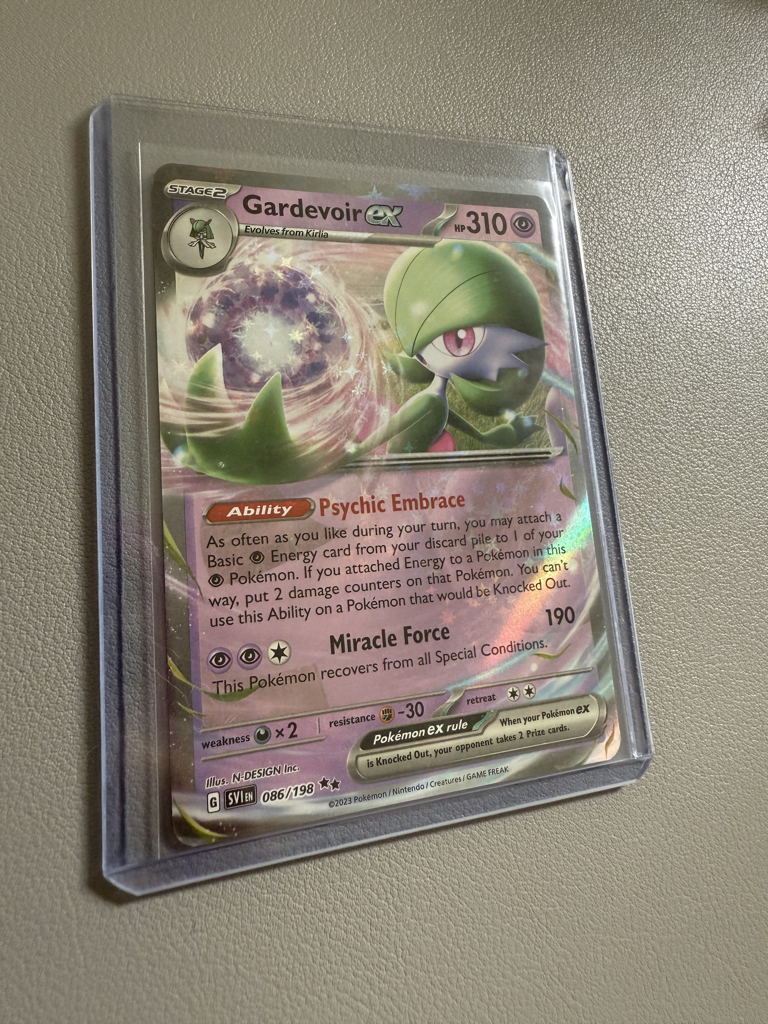 STAGE2
Gardevoir ex
HP 310
Evolves from Kirlia
Ability Psychic Embrace
As often as you like during your turn, you may attach a
Basic Energy card from your discard pile to 1 of your
Pokémon. If you attached Energy to a Pokémon in this
way, put 2 damage counters on that Pokémon. You can't
use this Ability on a Pokémon that would be Knocked Out.
Miracle Force 190
This Pokémon recovers from all Special Conditions.
weakness ×2 resistance -30 retreat
Pokémon ex rule When your Pokémon ex
is Knocked Out, your opponent takes 2 Prize cards.
Illus. N-DESIGN Inc.
G SVI EN 086/198 ©2023 Pokémon / Nintendo / Creatures / GAME FREAK